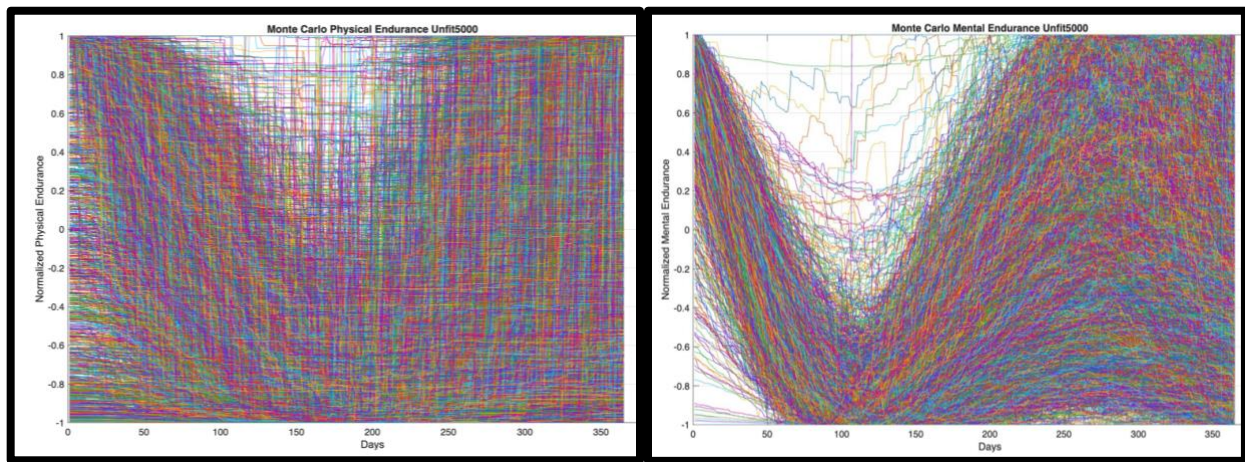 Monte Carlo Physical Endurance Unfit5000
1
0.8
0.6
0.4
0.2
0
-0.2
-0.4
-0.6
-0.8
-1
Normalized Physical Endurance
0 50 100 150 200 250 300 350
Days
Monte Carlo Mental Endurance Unfit5000
1
0.8
0.6
0.4
0.2
0
-0.2
-0.4
-0.6
-0.8
-1
Normalized Mental Endurance
0 50 100 150 200 250 300 350
Days